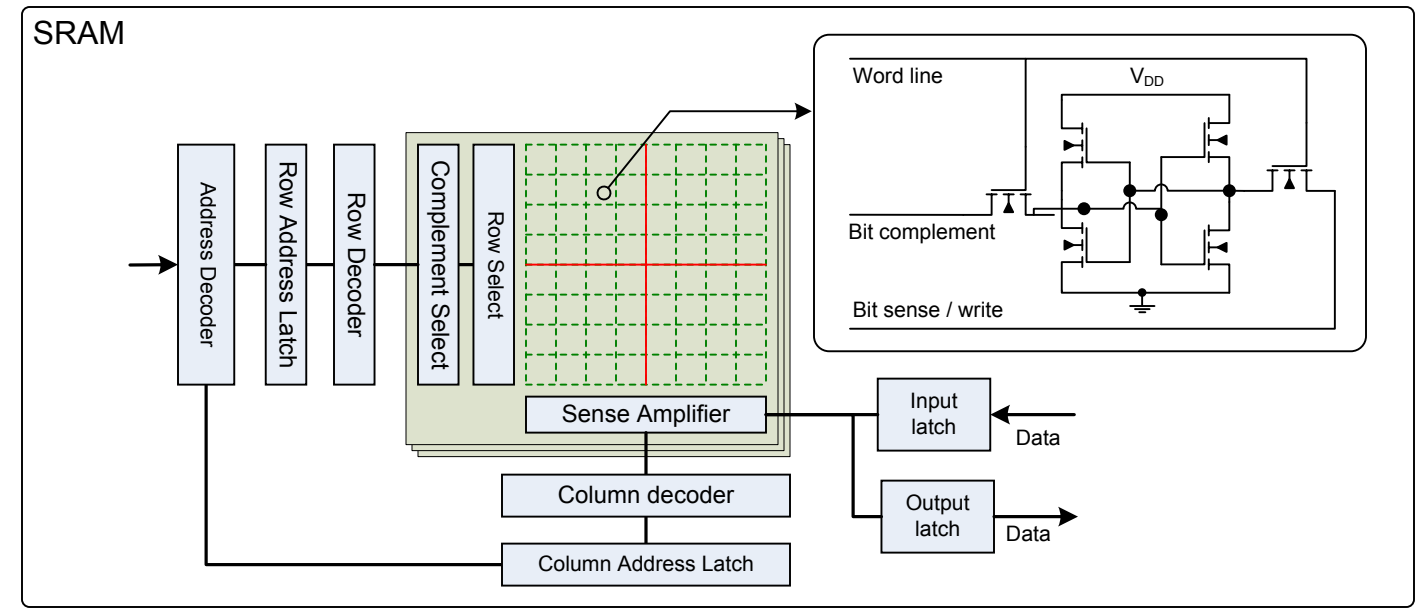 SRAM
Word line
VDD
Bit complement
Bit sense / write
Address Decoder
Row Address Latch
Row Decoder
Complement Select
Row Select
Sense Amplifier
Input
latch
Data
Column decoder
Output
latch
Data
Column Address Latch